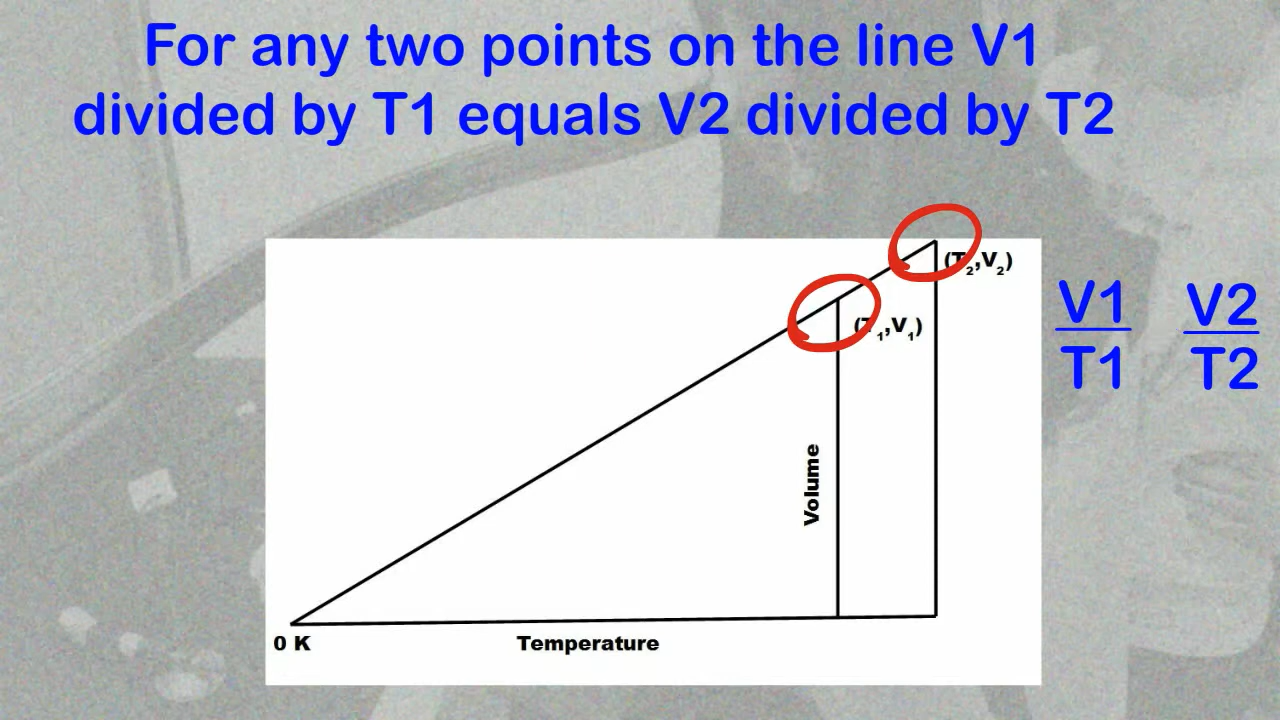 For any two points on the line V1
divided by T1 equals V2 divided by T2
(T2,V2)
(T1,V1)
V1
T1
V2
T2
Volume
0 K
Temperature